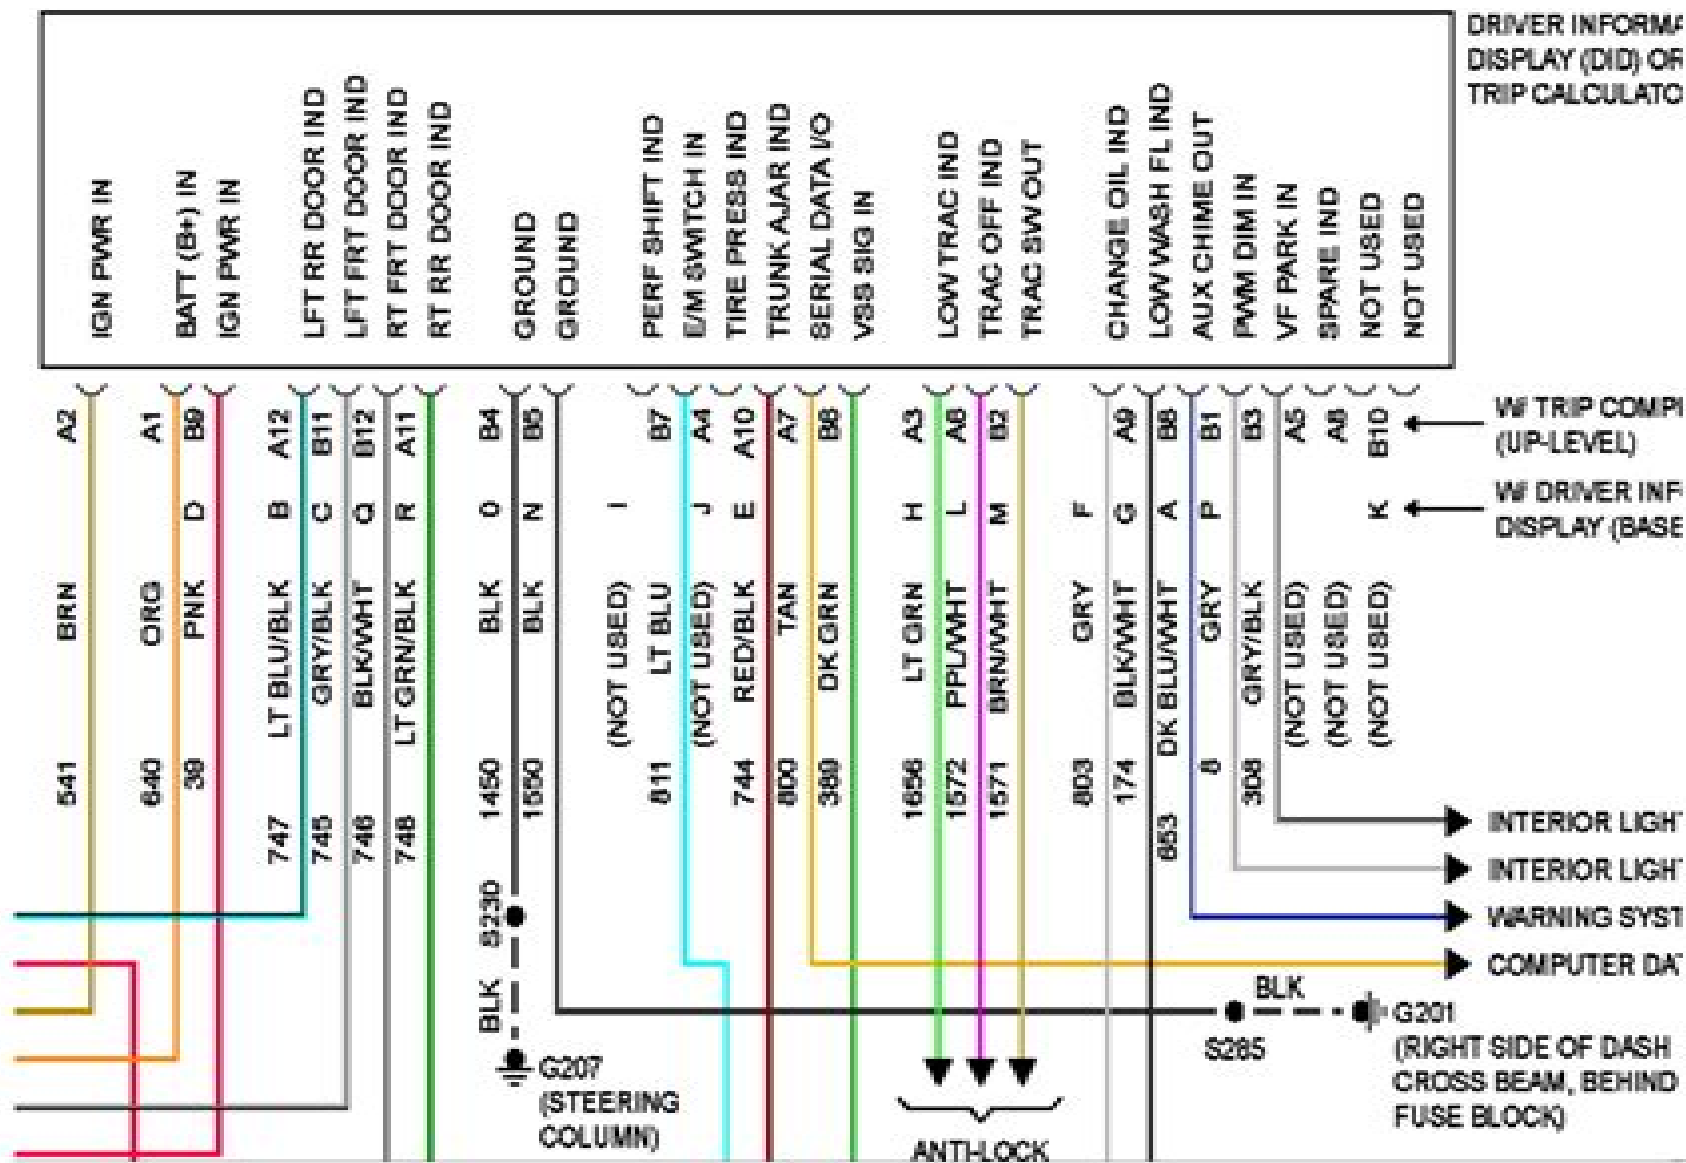 DRIVER INFORMA
DISPLAY (DID) OR
TRIP CALCULATO
IGN PWR IN
BATT (B+) IN
IGN PWR IN
LFT RR DOOR IND
LFT FRT DOOR IND
RT FRT DOOR IND
RT RR DOOR IND
GROUND
GROUND
PERF SHIFT IND
E/M SWITCH IN
TIRE PRESS IND
TRUNK AJAR IND
SERIAL DATA I/O
VSS SIG IN
LOW TRAC IND
TRAC OFF IND
TRAC SW OUT
CHANGE OIL IND
LOW WASH FL IND
AUX CHIME OUT
PWM DIM IN
VF PARK IN
SPARE IND
NOT USED
NOT USED
A2
A1
B9
A12
B11
B12
A11
B4
B5
B7
A4
A10
A7
B6
A3
A6
B2
A9
B8
B1
B3
A5
A8
B10
W/ TRIP COMP
(UP-LEVEL)
D
B
C
Q
R
O
N
I
J
E
H
L
M
F
G
A
P
K
W/ DRIVER INF
DISPLAY (BASE
BRN
ORG
PNK
LT BLU/BLK
GRY/BLK
BLK/WHT
LT GRN/BLK
BLK
BLK
(NOT USED)
LT BLU
(NOT USED)
RED/BLK
TAN
DK GRN
LT GRN
PPL/WHT
BRN/WHT
GRY
BLK/WHT
DK BLU/WHT
GRY
GRY/BLK
(NOT USED)
(NOT USED)
(NOT USED)
541
640
39
747
745
746
748
1450
1550
811
744
800
389
1656
1572
1571
803
174
853
8
308
INTERIOR LIGHT
INTERIOR LIGHT
WARNING SYST
COMPUTER DAT
S230
BLK
G207
(STEERING
COLUMN)
BLK
S285
G201
(RIGHT SIDE OF DASH
CROSS BEAM, BEHIND
FUSE BLOCK)
ANTI-LOCK